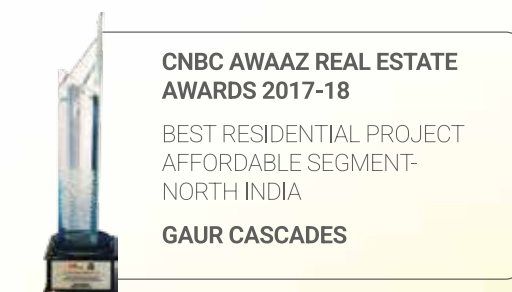 CNBC AWAAZ REAL ESTATE
AWARDS 2017-18
BEST RESIDENTIAL PROJECT
AFFORDABLE SEGMENT-
NORTH INDIA
GAUR CASCADES